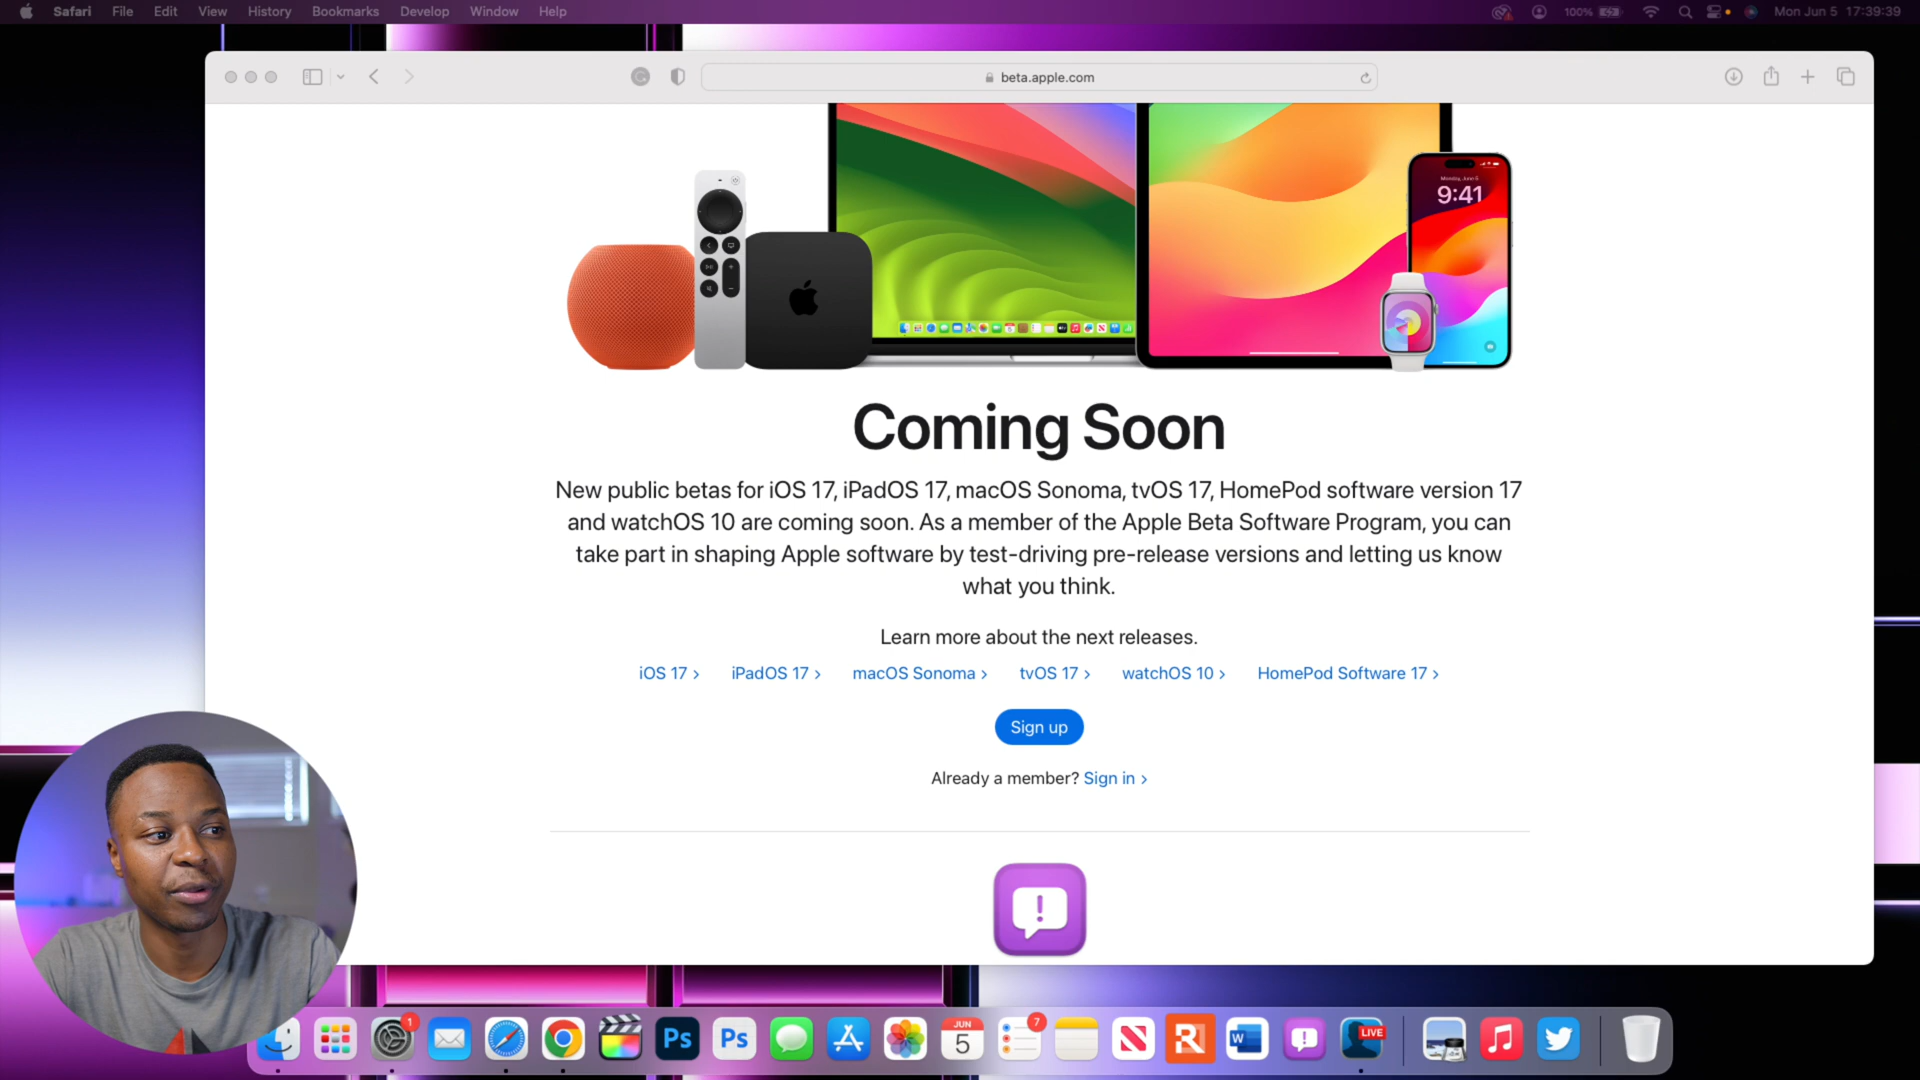 Safari File Edit View History Bookmarks Develop Window Help 100% Mon Jun 5 17:39:39
beta.apple.com
Monday, June 5
9:41
Coming Soon
New public betas for iOS 17, iPadOS 17, macOS Sonoma, tvOS 17, HomePod software version 17
and watchOS 10 are coming soon. As a member of the Apple Beta Software Program, you can
take part in shaping Apple software by test-driving pre-release versions and letting us know
what you think.
Learn more about the next releases.
iOS 17 > iPadOS 17 > macOS Sonoma > tvOS 17 > watchOS 10 > HomePod Software 17 >
Sign up
Already a member? Sign in >
!
1 Ps Ps JUN 5 7 N R W ! LIVE